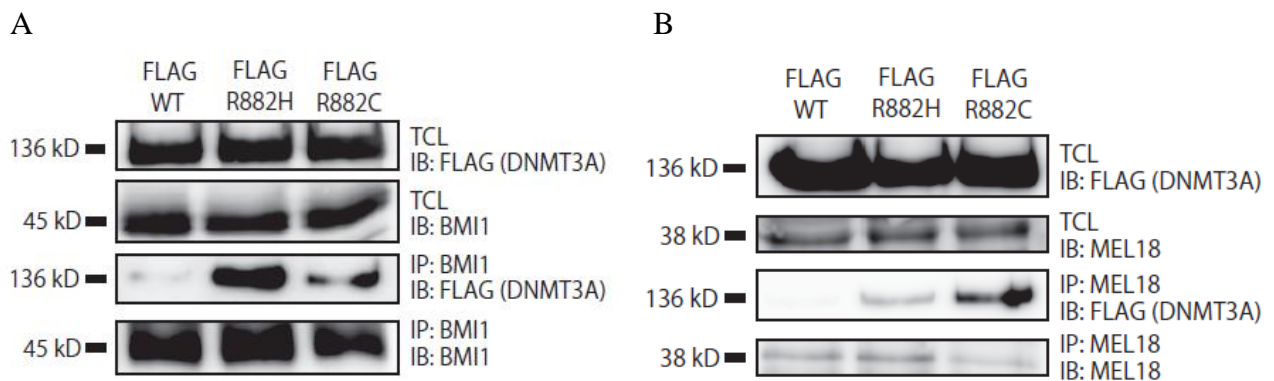 A
FLAG WT
FLAG R882H
FLAG R882C
136 kD
TCL
IB: FLAG (DNMT3A)
45 kD
TCL
IB: BMI1
136 kD
IP: BMI1
IB: FLAG (DNMT3A)
45 kD
IP: BMI1
IB: BMI1
B
FLAG WT
FLAG R882H
FLAG R882C
136 kD
TCL
IB: FLAG (DNMT3A)
38 kD
TCL
IB: MEL18
136 kD
IP: MEL18
IB: FLAG (DNMT3A)
38 kD
IP: MEL18
IB: MEL18